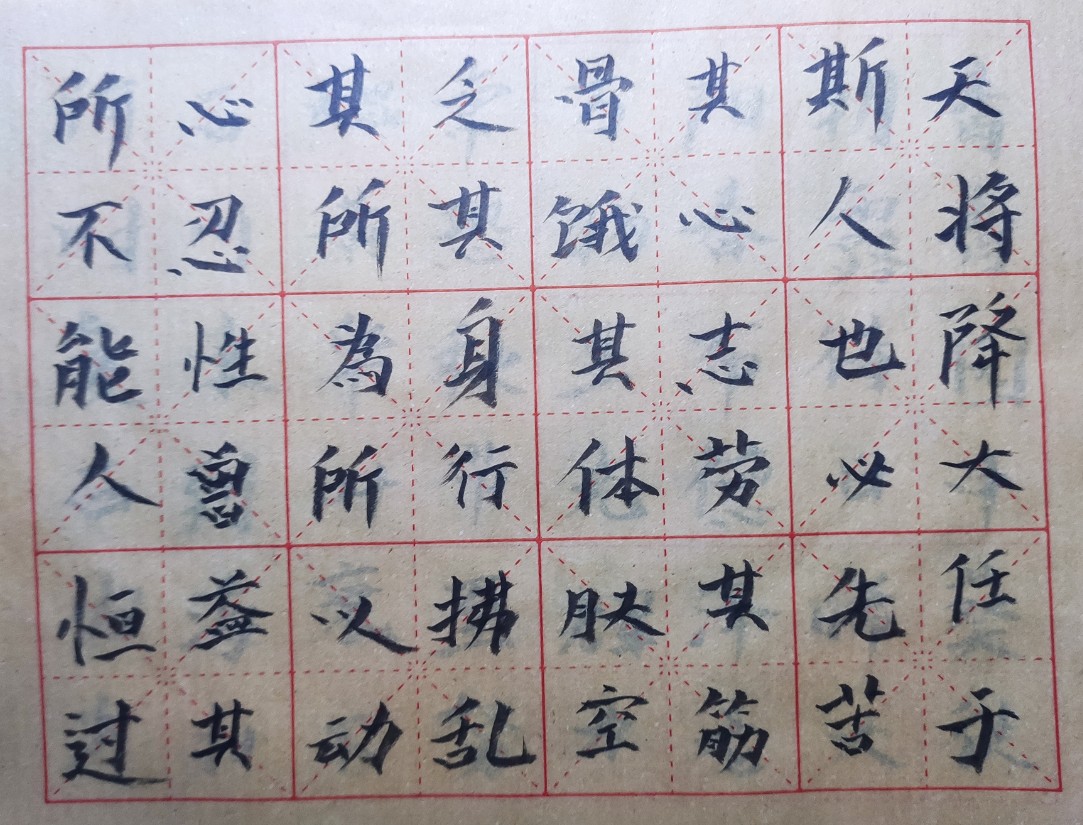 天将降大任于
斯人也必先苦
其心志劳其筋
骨饿其体肤空
乏其身行拂乱
其所為所以动
心忍性曾益其
所不能人恒过